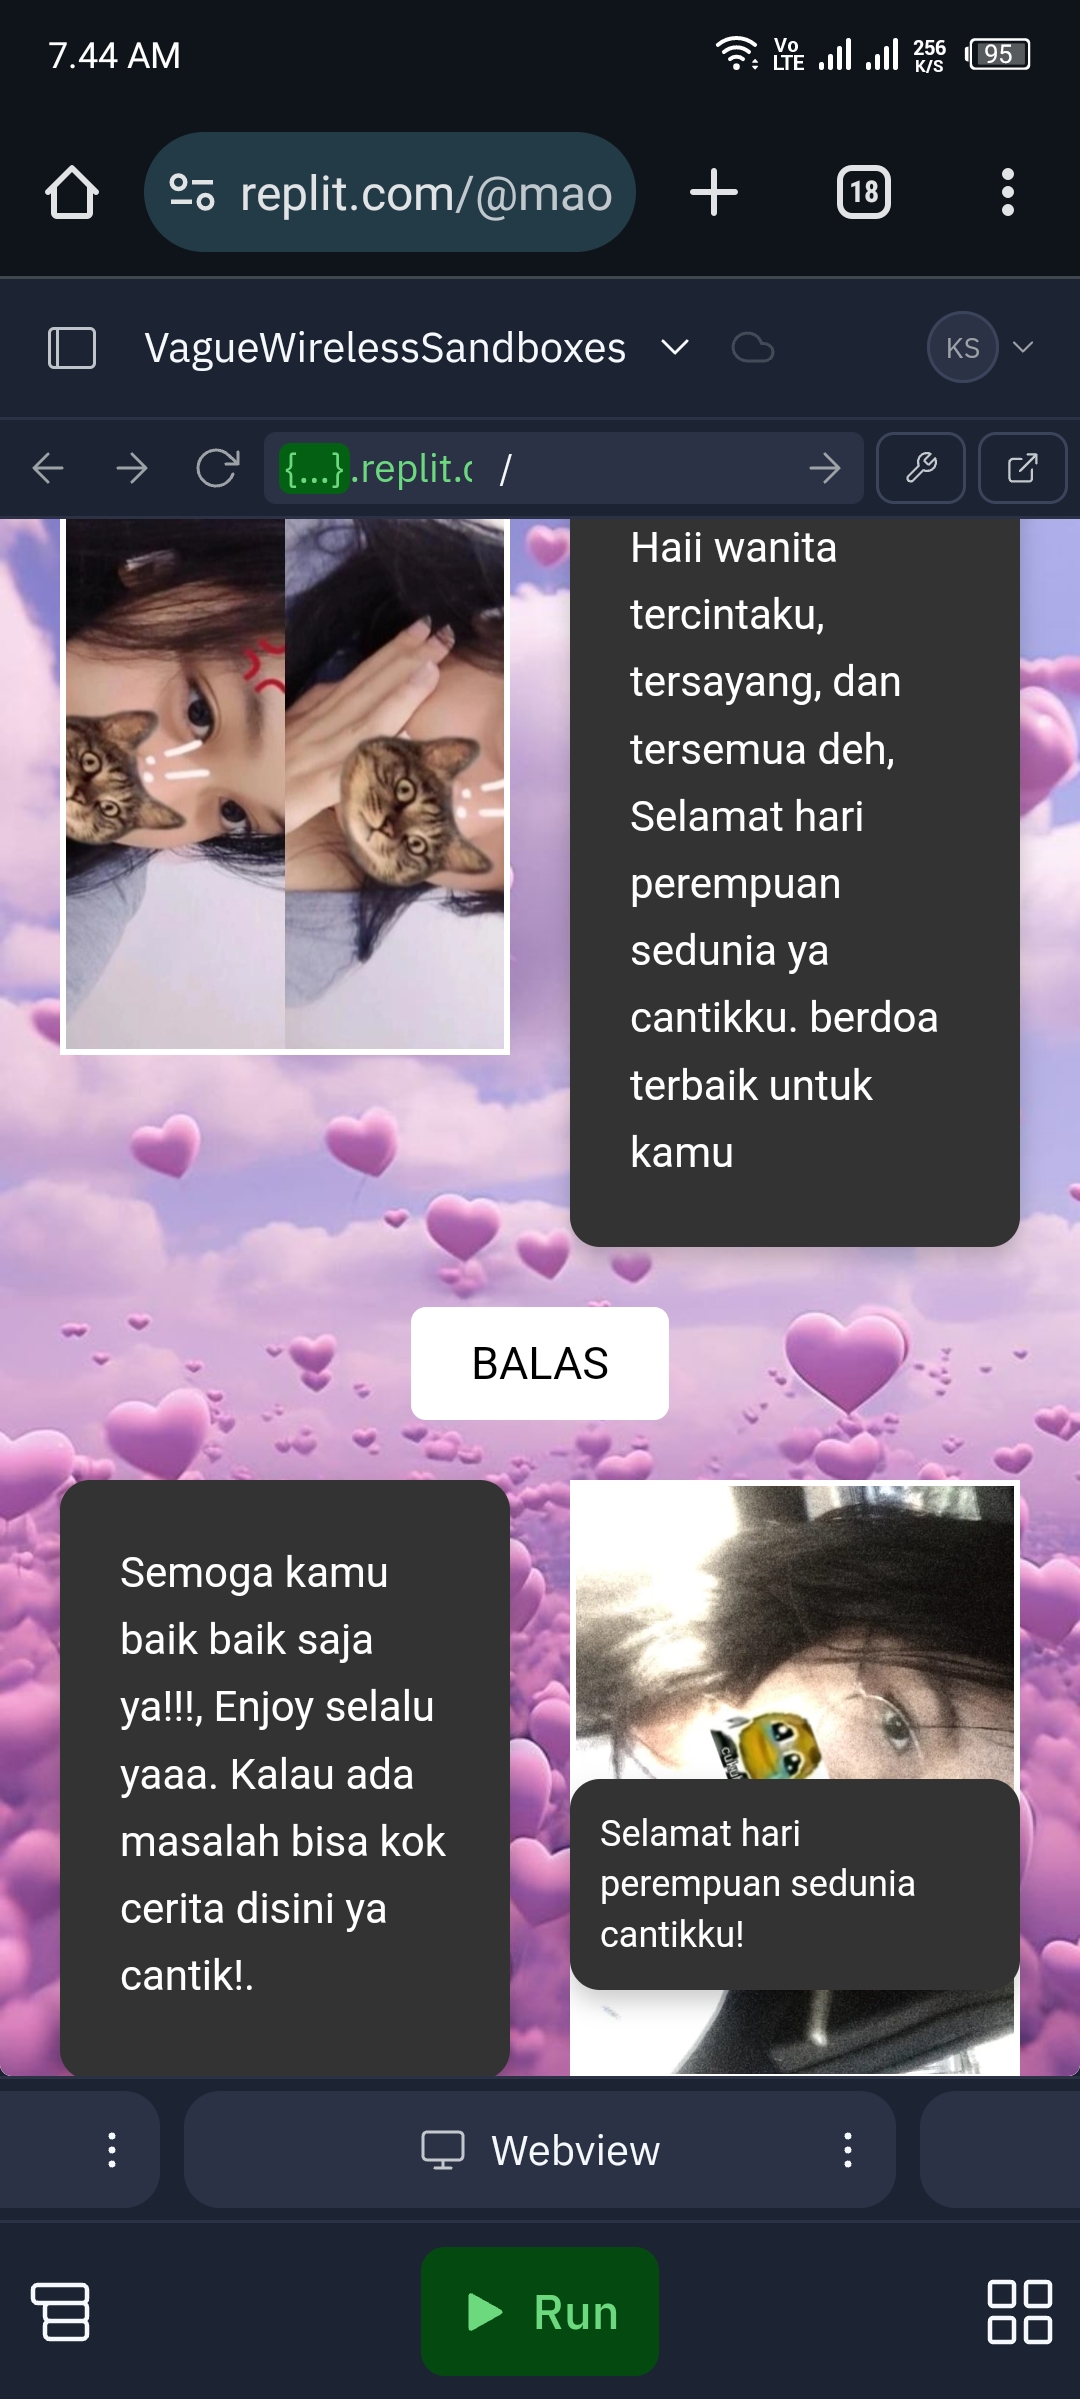 7.44 AM
Vo
LTE
256
K/S
95
replit.com/@mao
18
VagueWirelessSandboxes
KS
{...}.replit.c /
Haii wanita
tercintaku,
tersayang, dan
tersemua deh,
Selamat hari
perempuan
sedunia ya
cantikku. berdoa
terbaik untuk
kamu
BALAS
Semoga kamu
baik baik saja
ya!!!, Enjoy selalu
yaaa. Kalau ada
masalah bisa kok
cerita disini ya
cantik!.
Selamat hari
perempuan sedunia
cantikku!
Webview
Run